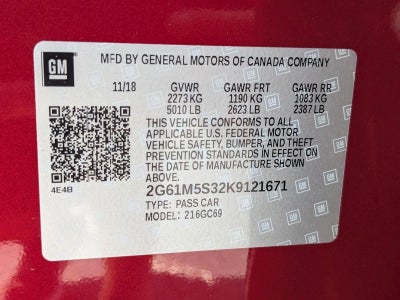 GM
MFD BY GENERAL MOTORS OF CANADA COMPANY
11/18 GVWR GAWR FRT GAWR RR
2273 KG 1190 KG 1083 KG
5010 LB 2623 LB 2387 LB
THIS VEHICLE CONFORMS TO ALL
APPLICABLE U.S. FEDERAL MOTOR
VEHICLE SAFETY, BUMPER, AND THEFT
PREVENTION STANDARDS IN EFFECT ON
THE DATE OF MANUFACTURE SHOWN
ABOVE.
4E4B
2G61M5S32K9121671
TYPE: PASS CAR
MODEL: 216GC69